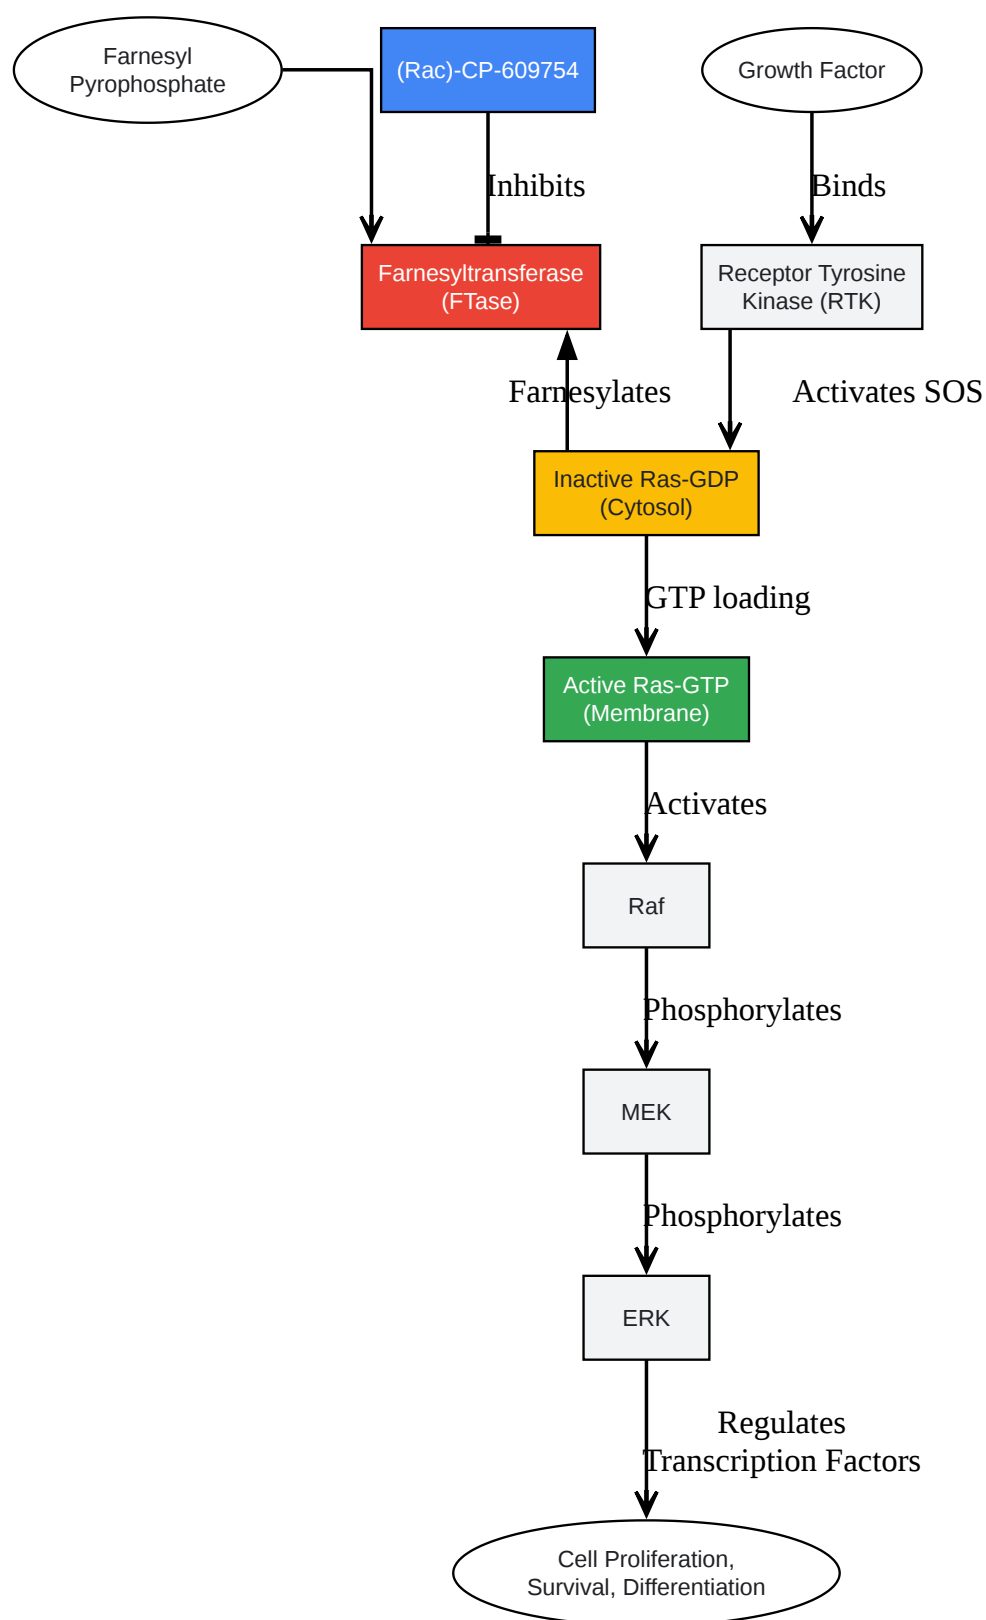 Farnesyl
Pyrophosphate
(Rac)-CP-609754
Growth Factor
Inhibits
Binds
Farnesyltransferase
(FTase)
Receptor Tyrosine
Kinase (RTK)
Farnesylates
Activates SOS
Inactive Ras-GDP
(Cytosol)
GTP loading
Active Ras-GTP
(Membrane)
Activates
Raf
Phosphorylates
MEK
Phosphorylates
ERK
Regulates
Transcription Factors
Cell Proliferation,
Survival, Differentiation